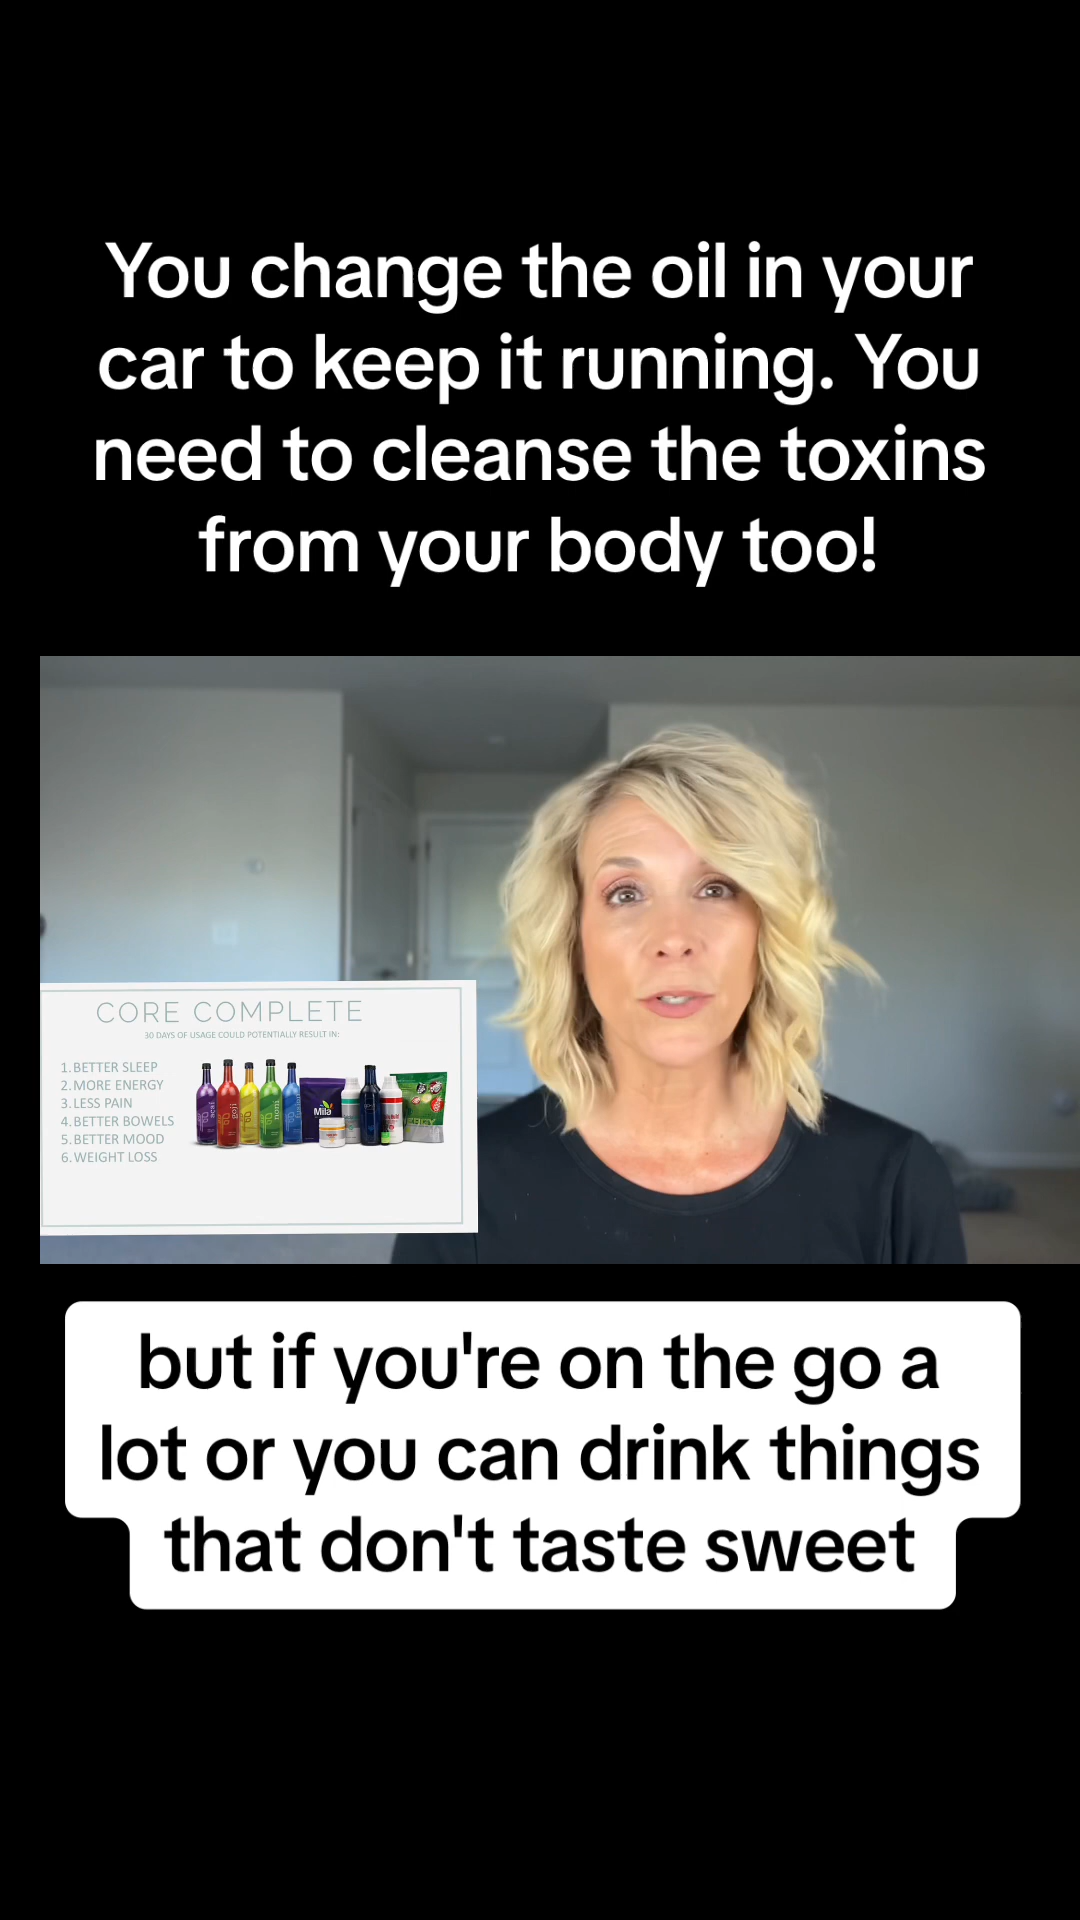 You change the oil in your
car to keep it running. You
need to cleanse the toxins
from your body too!
CORE COMPLETE
30 DAYS OF USAGE COULD POTENTIALLY RESULT IN:
1. BETTER SLEEP
2. MORE ENERGY
3. LESS PAIN
4. BETTER BOWELS
5. BETTER MOOD
6. WEIGHT LOSS
açaí
goji
noni
Mila
but if you're on the go a
lot or you can drink things
that don't taste sweet